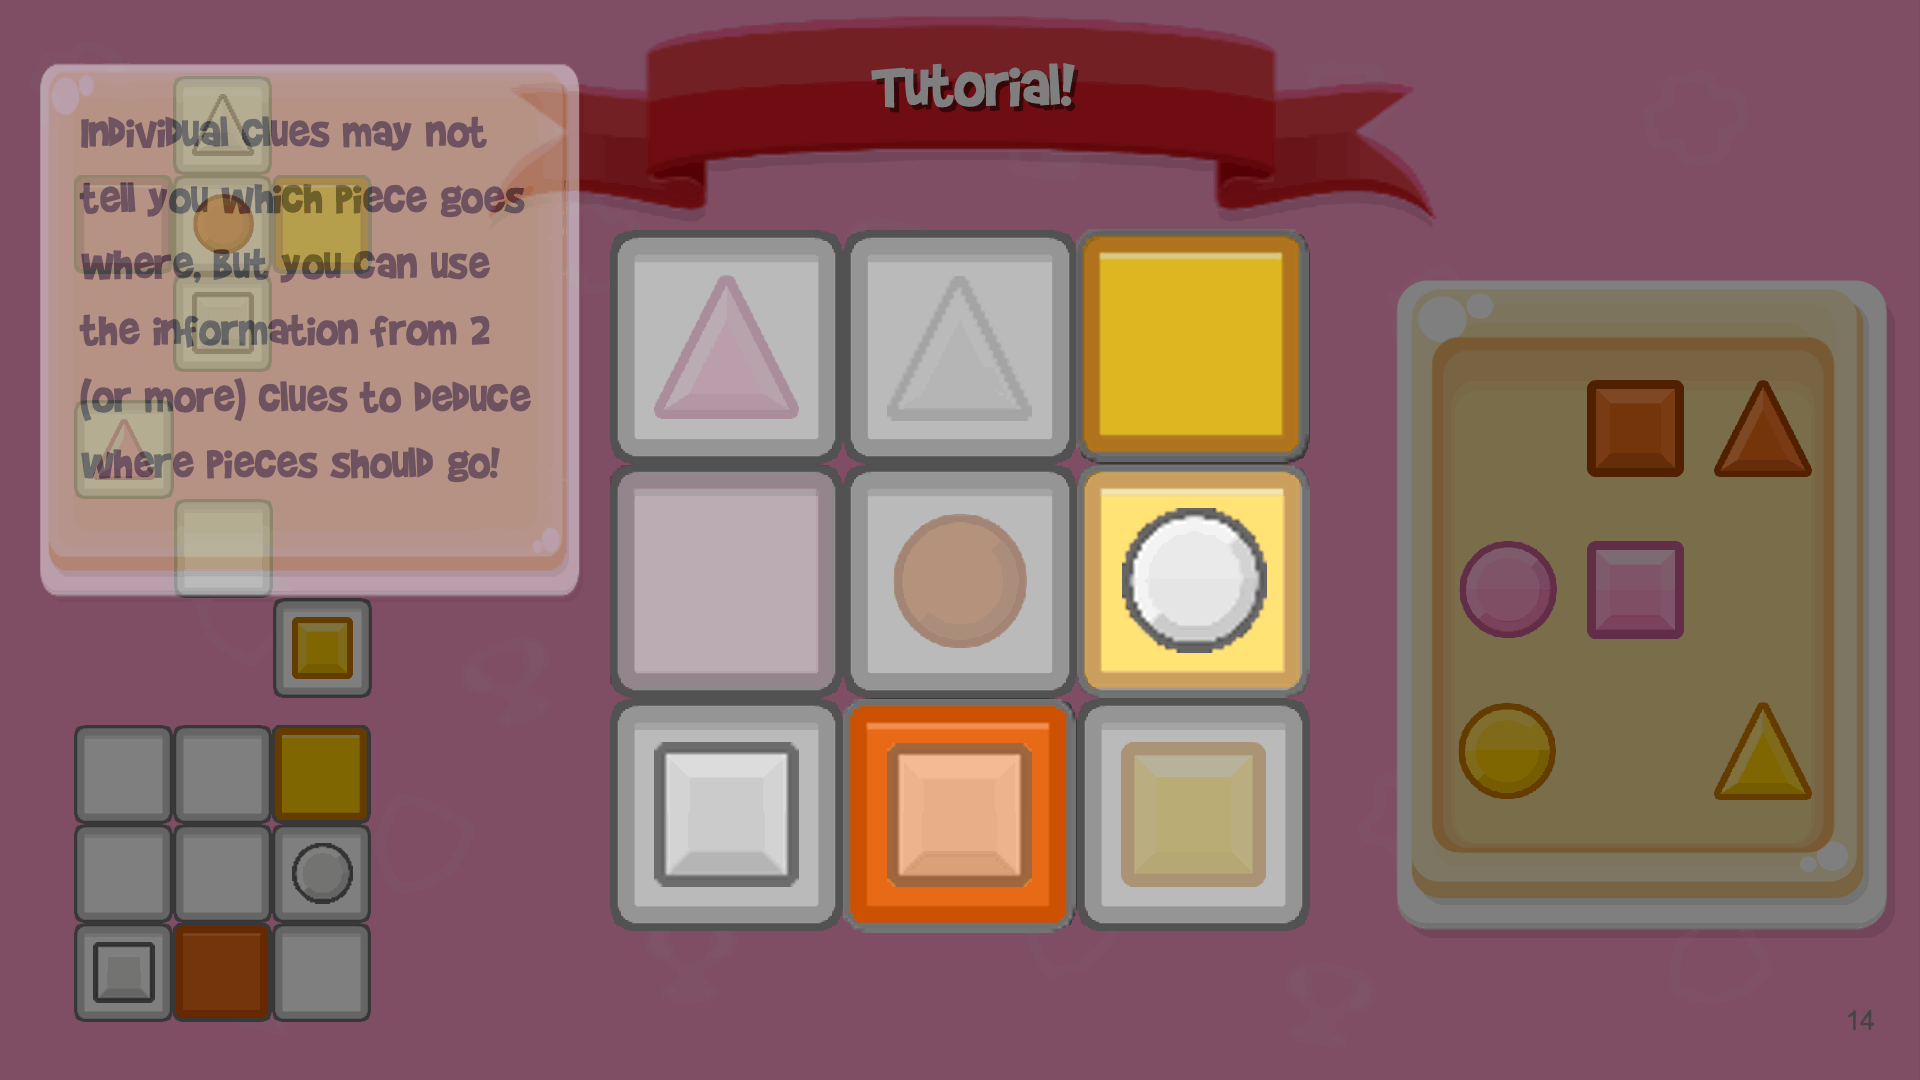 Tutorial!
Individual clues may not
tell you which piece goes
where, but you can use
the information from 2
(or more) clues to deduce
where pieces should go!
14